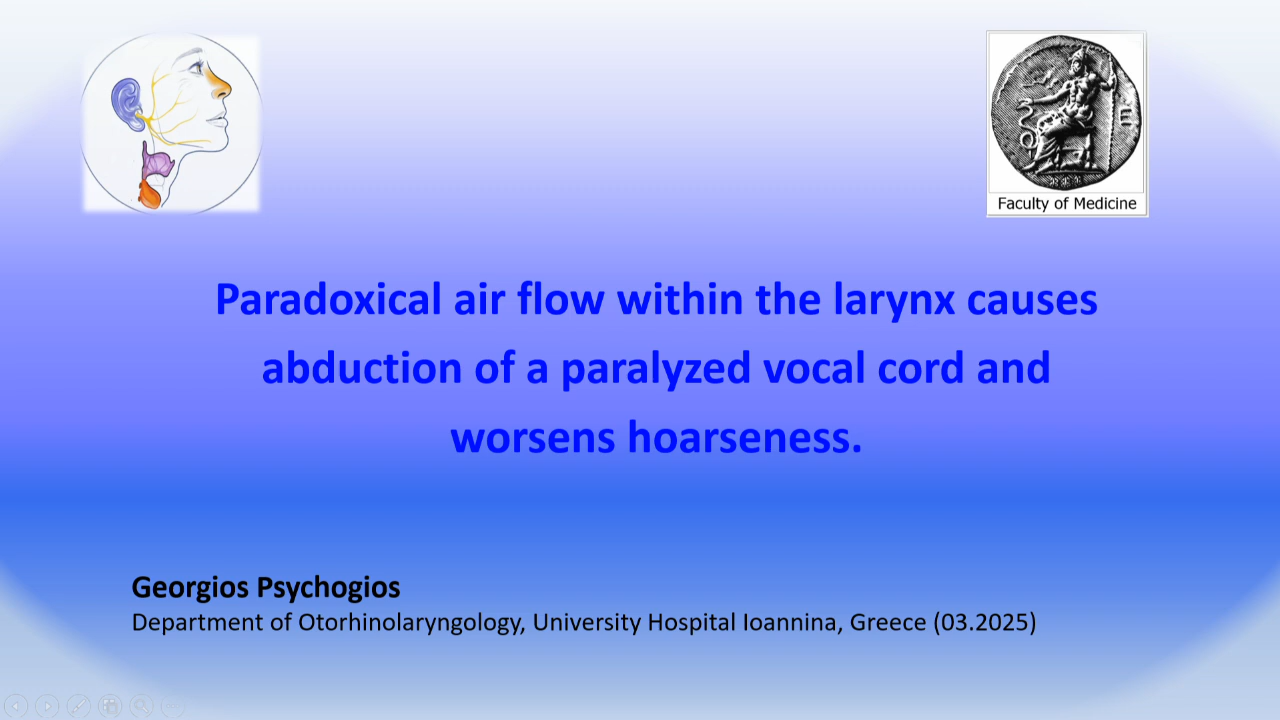 Faculty of Medicine
Paradoxical air flow within the larynx causes
abduction of a paralyzed vocal cord and
worsens hoarseness.
Georgios Psychogios
Department of Otorhinolaryngology, University Hospital Ioannina, Greece (03.2025)